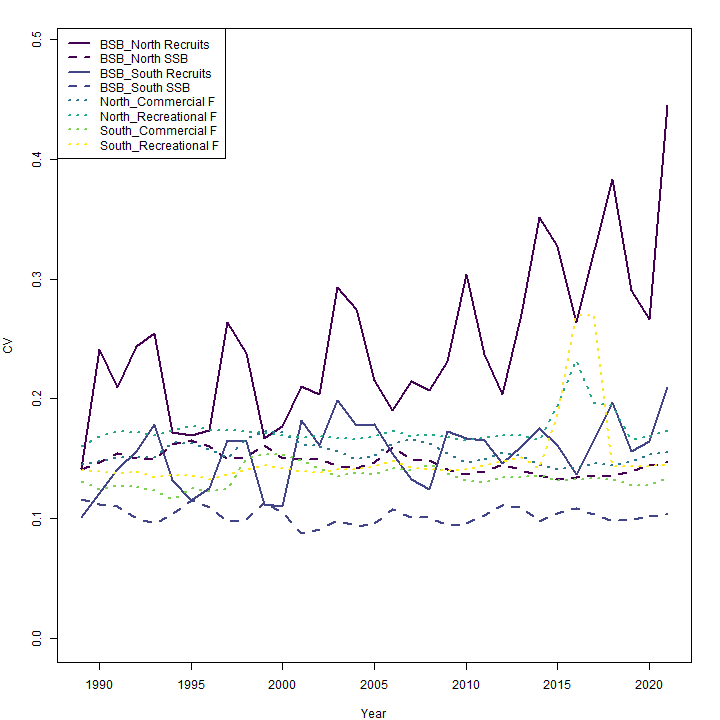 BSB_North Recruits
BSB_North SSB
BSB_South Recruits
BSB_South SSB
North_Commercial F
North_Recreational F
South_Commercial F
South_Recreational F
0.5
0.4
0.3
0.2
0.1
0.0
CV
1990 1995 2000 2005 2010 2015 2020
Year